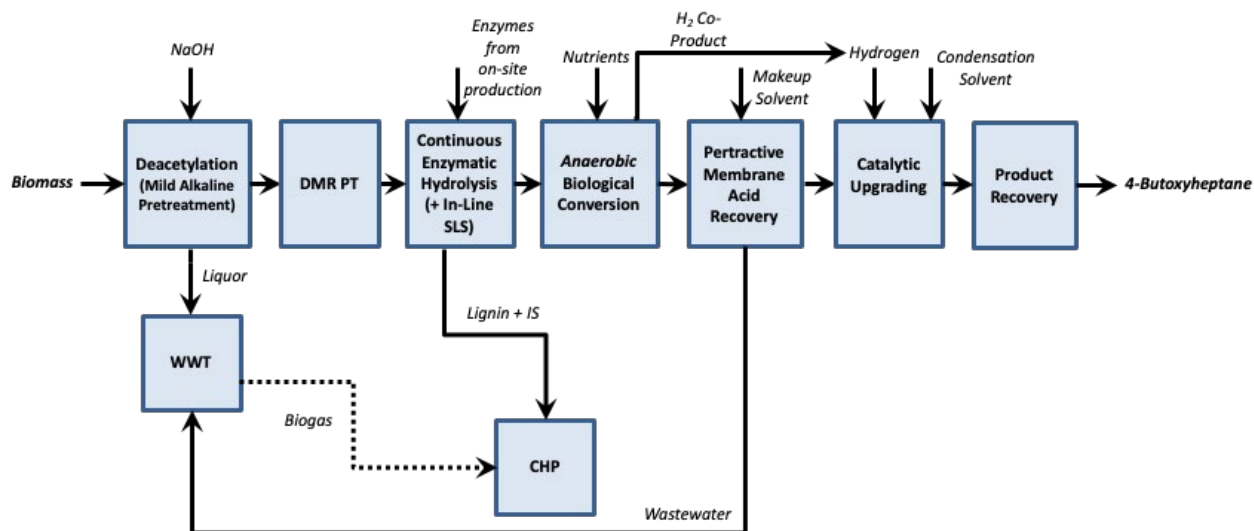 NaOH
Enzymes
from
on-site
production
Nutrients
H₂ Co-
Product
Makeup
Solvent
Hydrogen
Condensation
Solvent
Biomass
Deacetylation
(Mild Alkaline
Pretreatment)
DMR PT
Continuous
Enzymatic
Hydrolysis
(+ In-Line
SLS)
Anaerobic
Biological
Conversion
Pertractive
Membrane
Acid
Recovery
Catalytic
Upgrading
Product
Recovery
4-Butoxyheptane
Liquor
Lignin + IS
WWT
Biogas
CHP
Wastewater